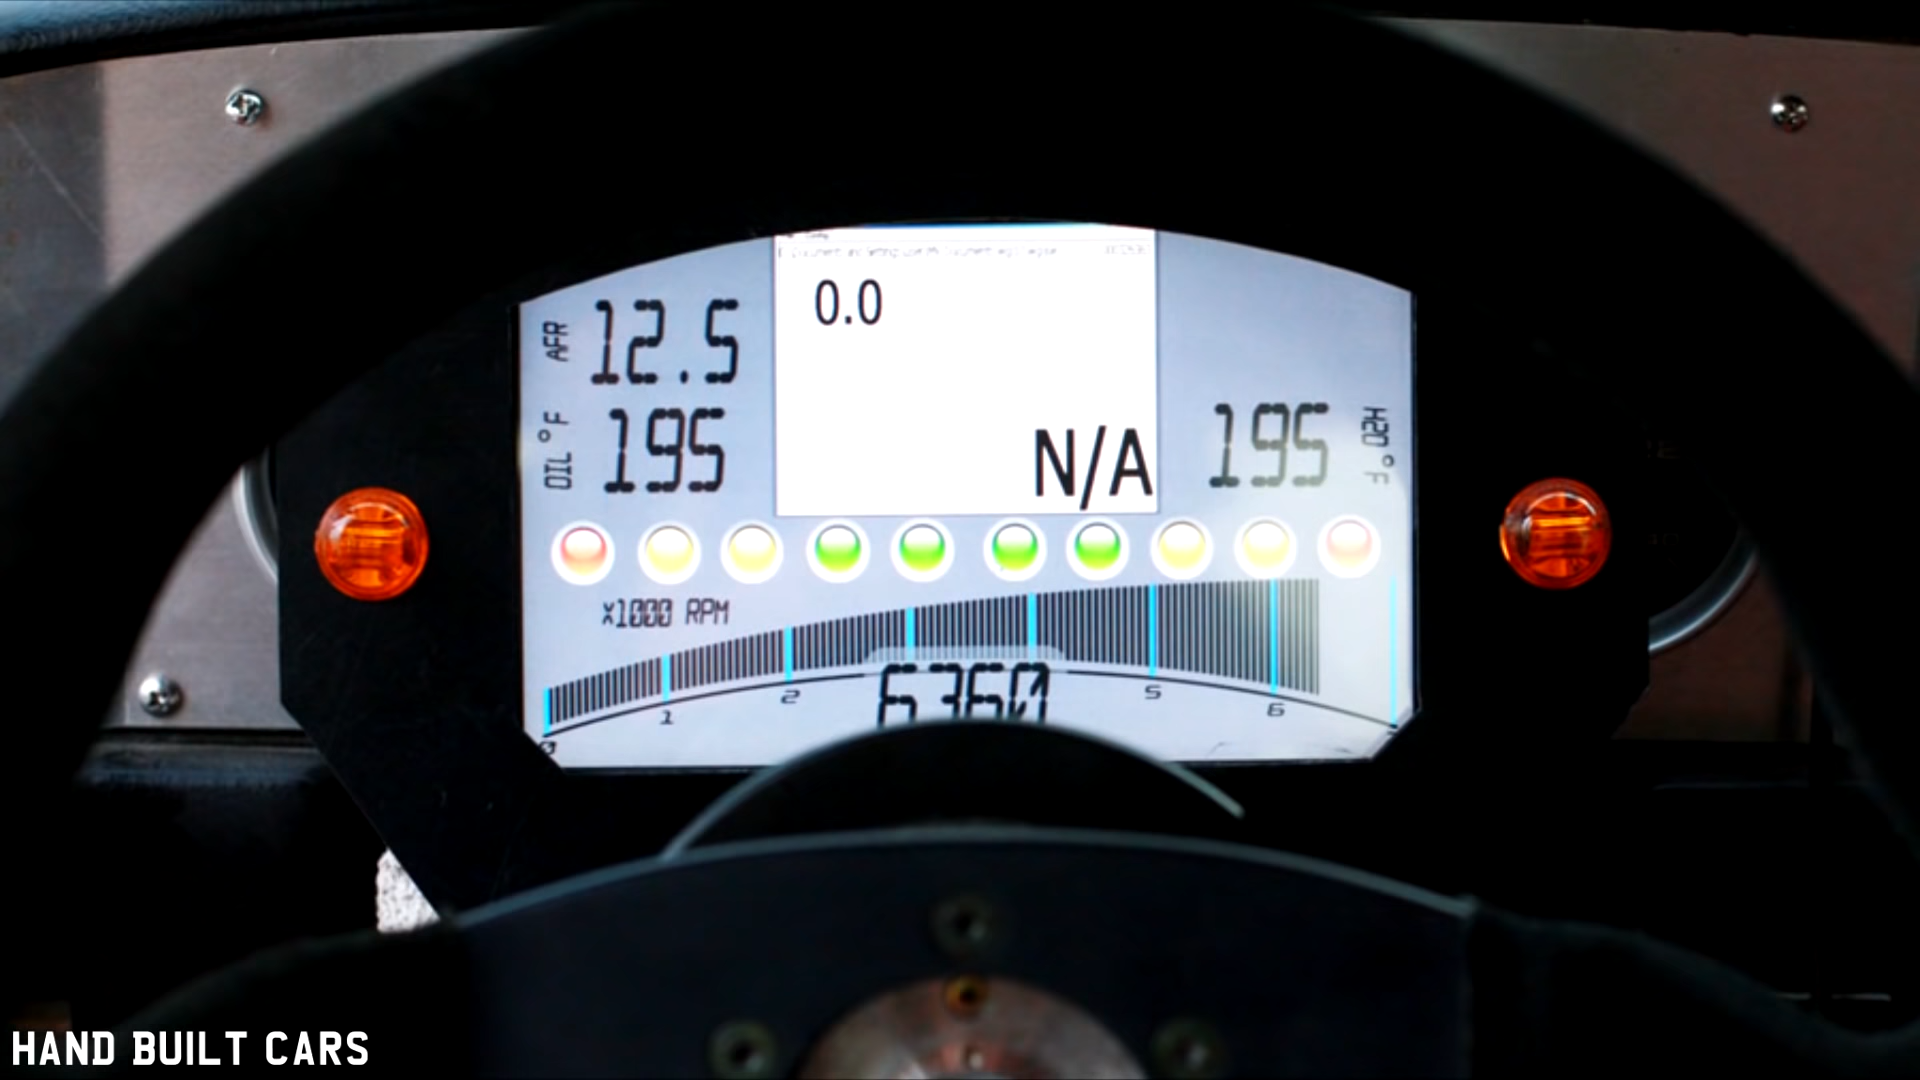 0.0
AFR 12.5
OIL °F 195
N/A
195 H2O °F
X1000 RPM
6360
0 1 2 5 6
HAND BUILT CARS